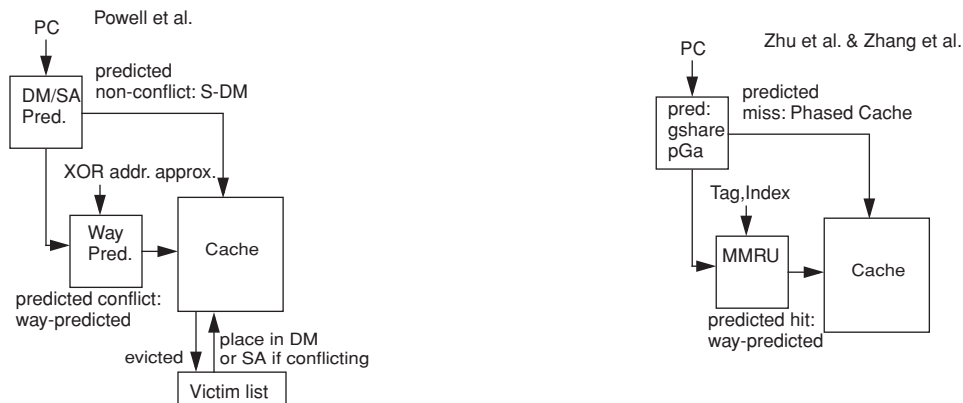 Powell et al.
PC
predicted
non-conflict: S-DM
DM/SA
Pred.
XOR addr. approx.
Way
Pred.
Cache
predicted conflict:
way-predicted
place in DM
or SA if conflicting
evicted
Victim list
Zhu et al. & Zhang et al.
PC
predicted
miss: Phased Cache
pred:
gshare
pGa
Tag,Index
MMRU
Cache
predicted hit:
way-predicted